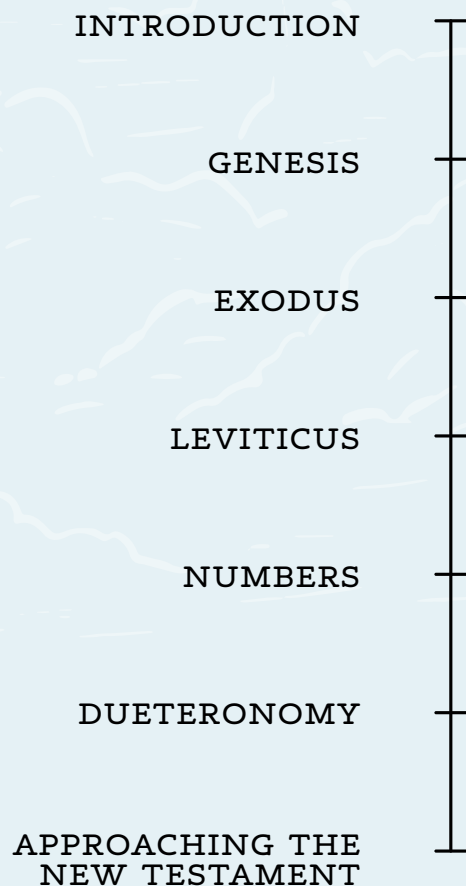 INTRODUCTION
GENESIS
EXODUS
LEVITICUS
NUMBERS
DUETERONOMY
APPROACHING THE
NEW TESTAMENT